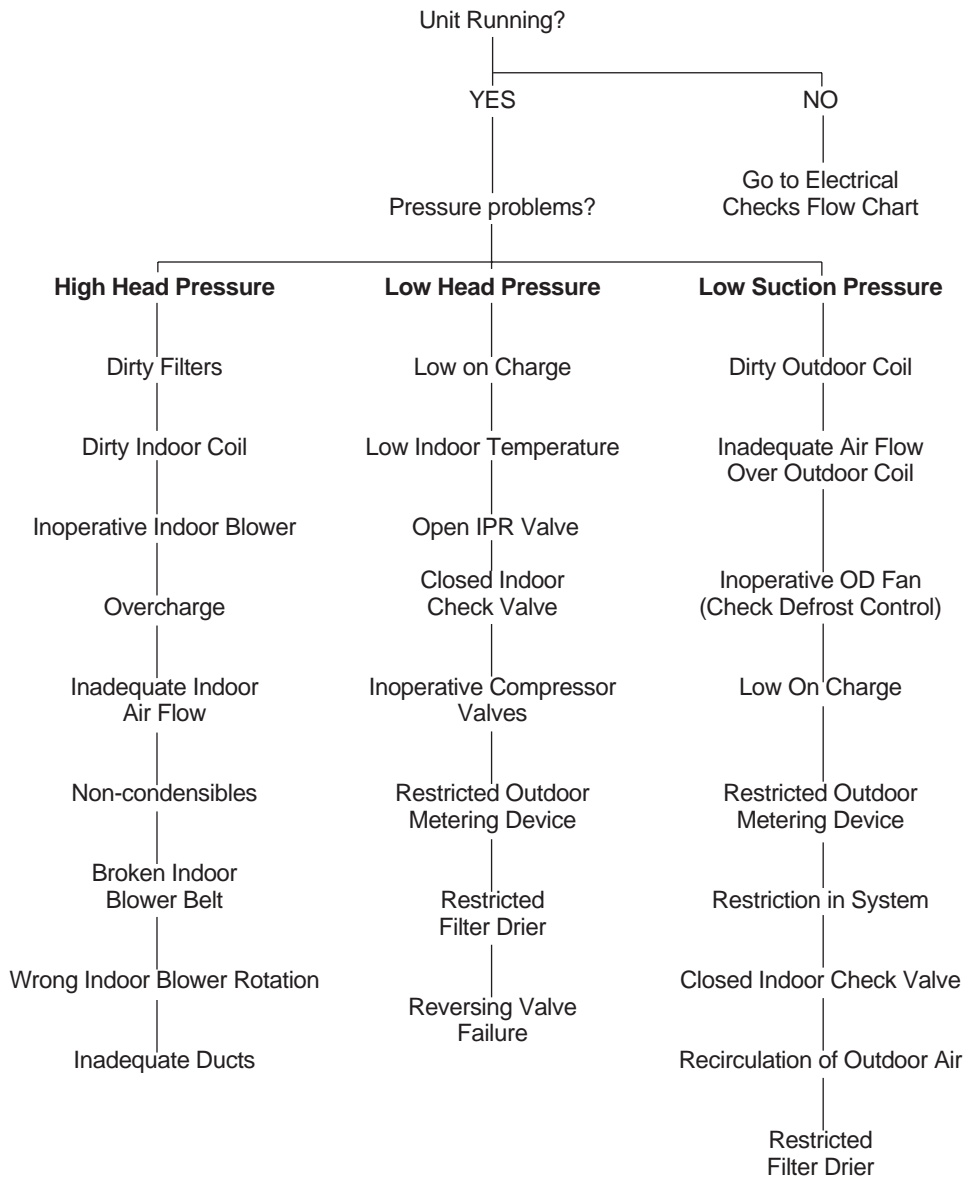 Unit Running?
YES
NO
Go to Electrical
Checks Flow Chart
Pressure problems?
High Head Pressure
Dirty Filters
Dirty Indoor Coil
Inoperative Indoor Blower
Overcharge
Inadequate Indoor
Air Flow
Non-condensibles
Broken Indoor
Blower Belt
Wrong Indoor Blower Rotation
Inadequate Ducts
Low Head Pressure
Low on Charge
Low Indoor Temperature
Open IPR Valve
Closed Indoor
Check Valve
Inoperative Compressor
Valves
Restricted Outdoor
Metering Device
Restricted
Filter Drier
Reversing Valve
Failure
Low Suction Pressure
Dirty Outdoor Coil
Inadequate Air Flow
Over Outdoor Coil
Inoperative OD Fan
(Check Defrost Control)
Low On Charge
Restricted Outdoor
Metering Device
Restriction in System
Closed Indoor Check Valve
Recirculation of Outdoor Air
Restricted
Filter Drier